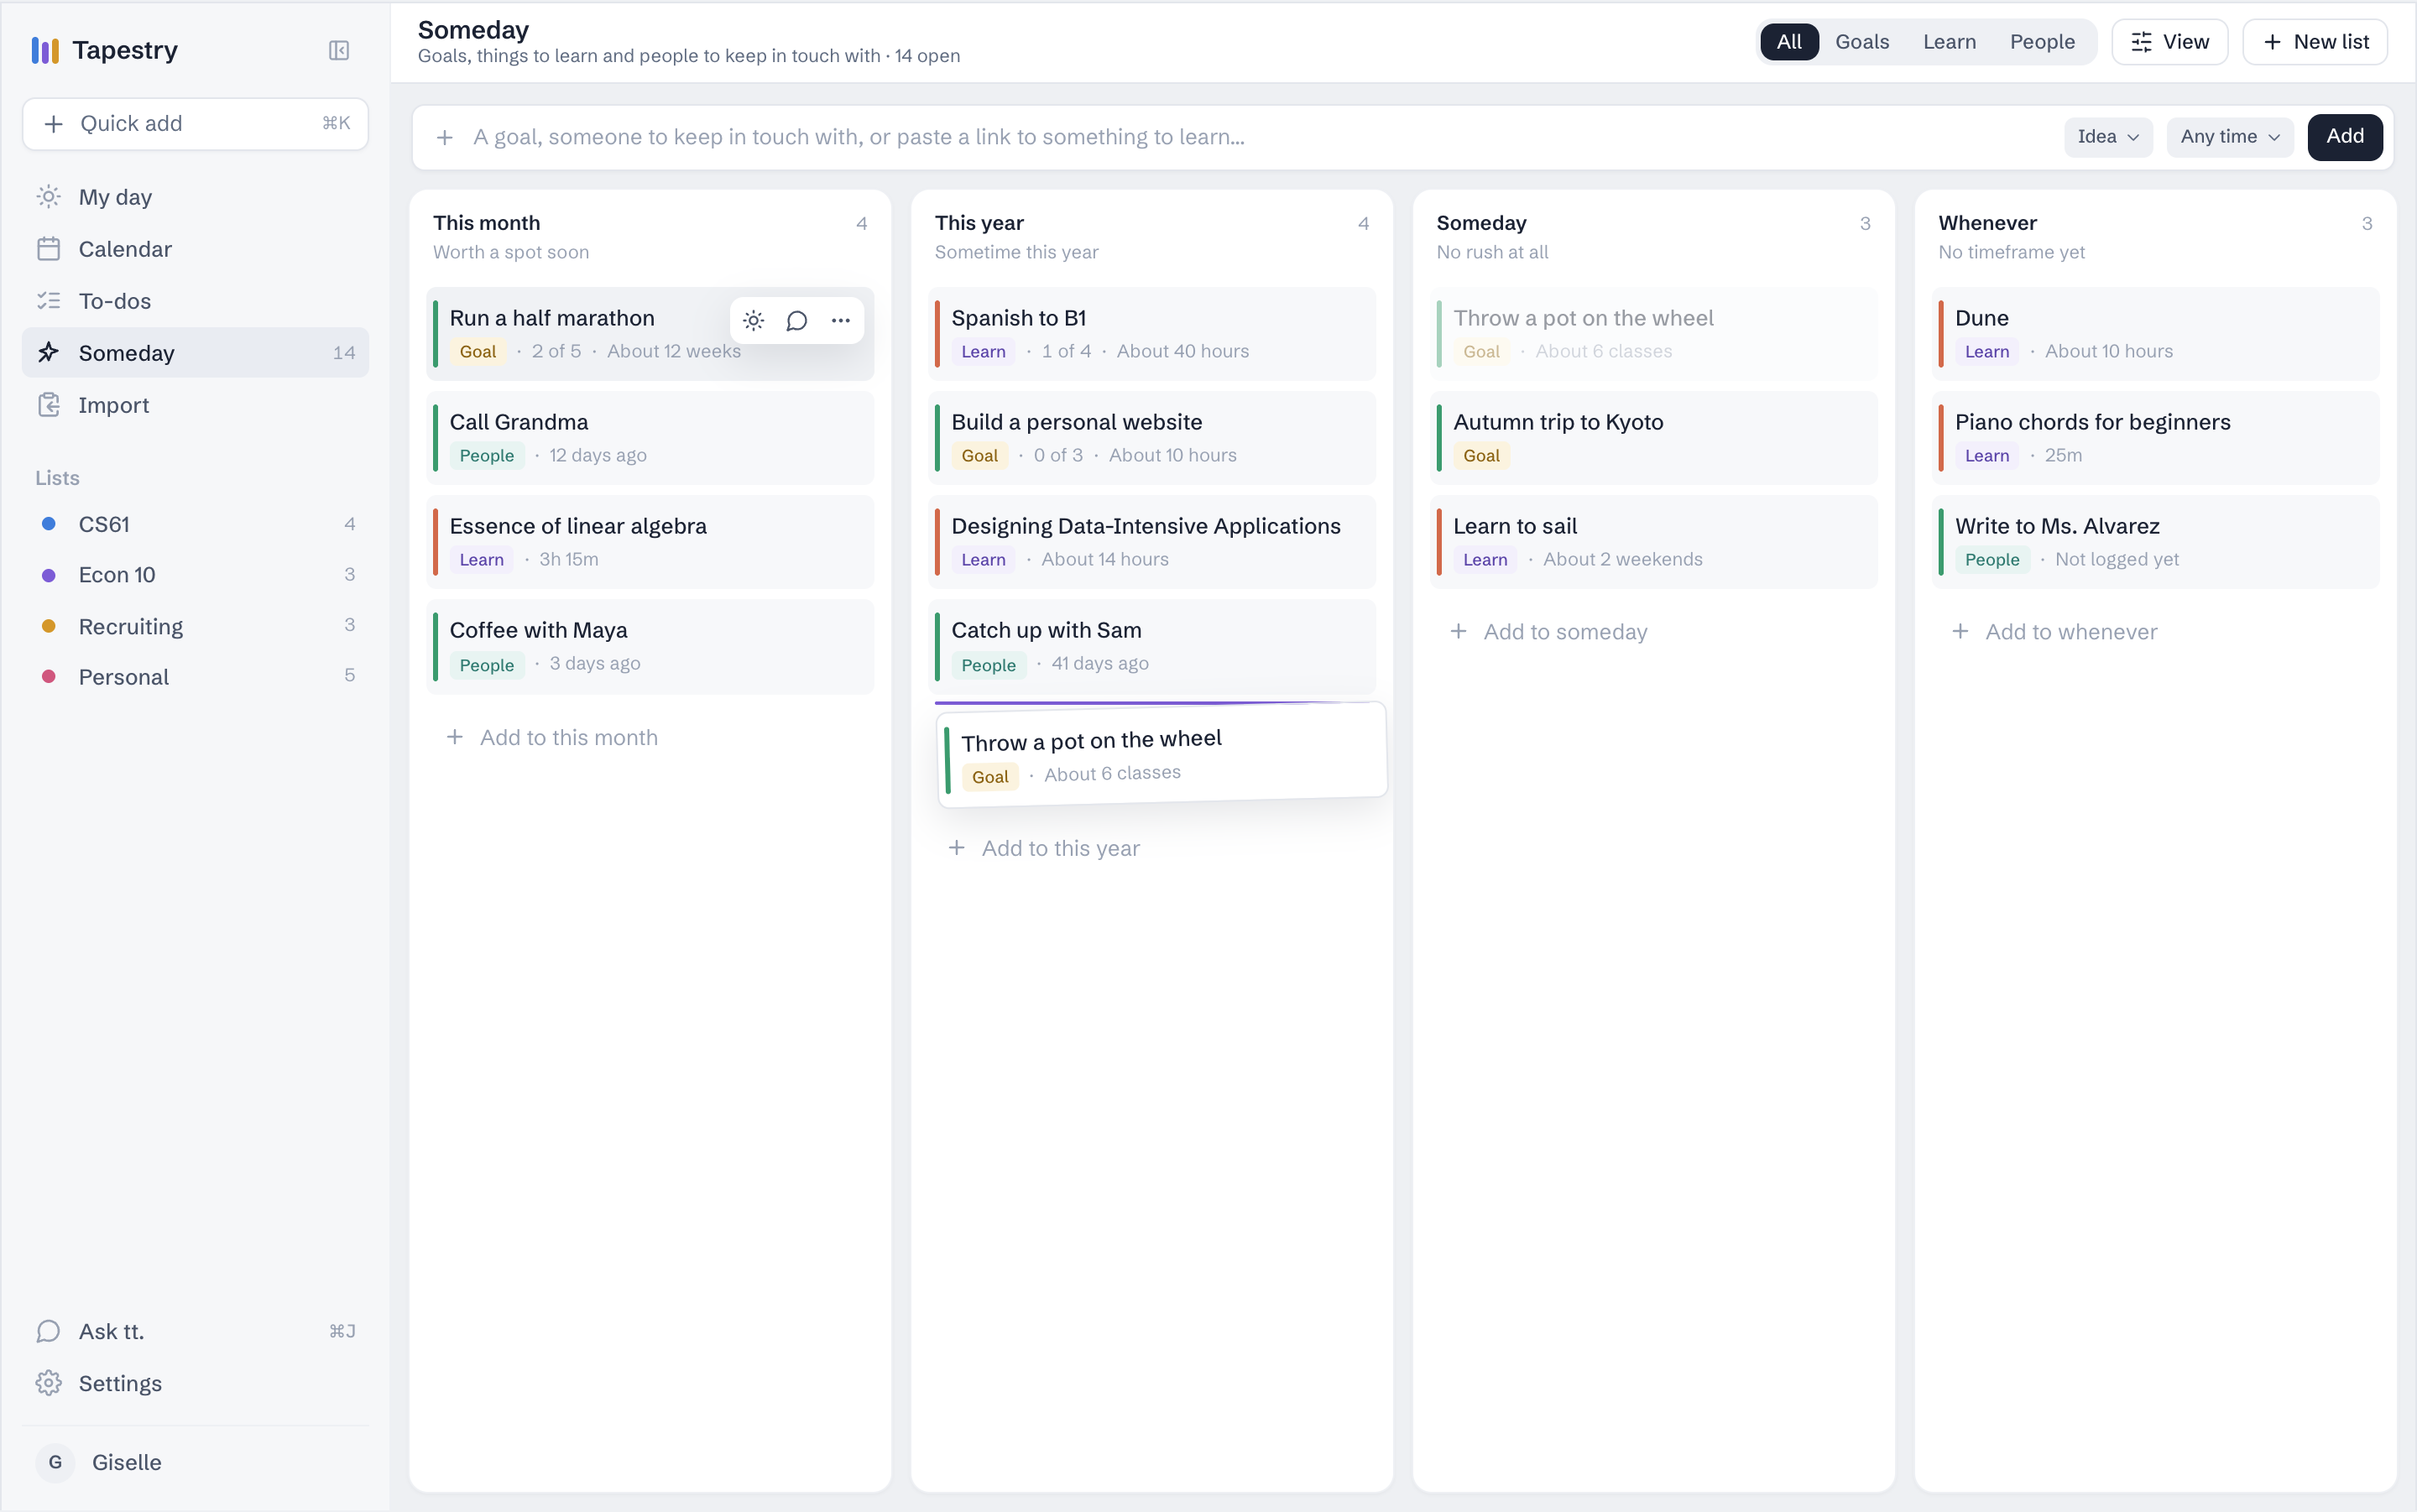 Tapestry
Quick add ⌘K
My day
Calendar
To-dos
Someday 14
Import
Lists
CS61 4
Econ 10 3
Recruiting 3
Personal 5
Ask tt. ⌘J
Settings
G Giselle
Someday
Goals, things to learn and people to keep in touch with · 14 open
All Goals Learn People View New list
A goal, someone to keep in touch with, or paste a link to something to learn...
Idea Any time Add
This month 4
Worth a spot soon
Run a half marathon
Goal · 2 of 5 · About 12 weeks
Call Grandma
People · 12 days ago
Essence of linear algebra
Learn · 3h 15m
Coffee with Maya
People · 3 days ago
Add to this month
This year 4
Sometime this year
Spanish to B1
Learn · 1 of 4 · About 40 hours
Build a personal website
Goal · 0 of 3 · About 10 hours
Designing Data-Intensive Applications
Learn · About 14 hours
Catch up with Sam
People · 41 days ago
Throw a pot on the wheel
Goal · About 6 classes
Add to this year
Someday 3
No rush at all
Throw a pot on the wheel
Goal · About 6 classes
Autumn trip to Kyoto
Goal
Learn to sail
Learn · About 2 weekends
Add to someday
Whenever 3
No timeframe yet
Dune
Learn · About 10 hours
Piano chords for beginners
Learn · 25m
Write to Ms. Alvarez
People · Not logged yet
Add to whenever